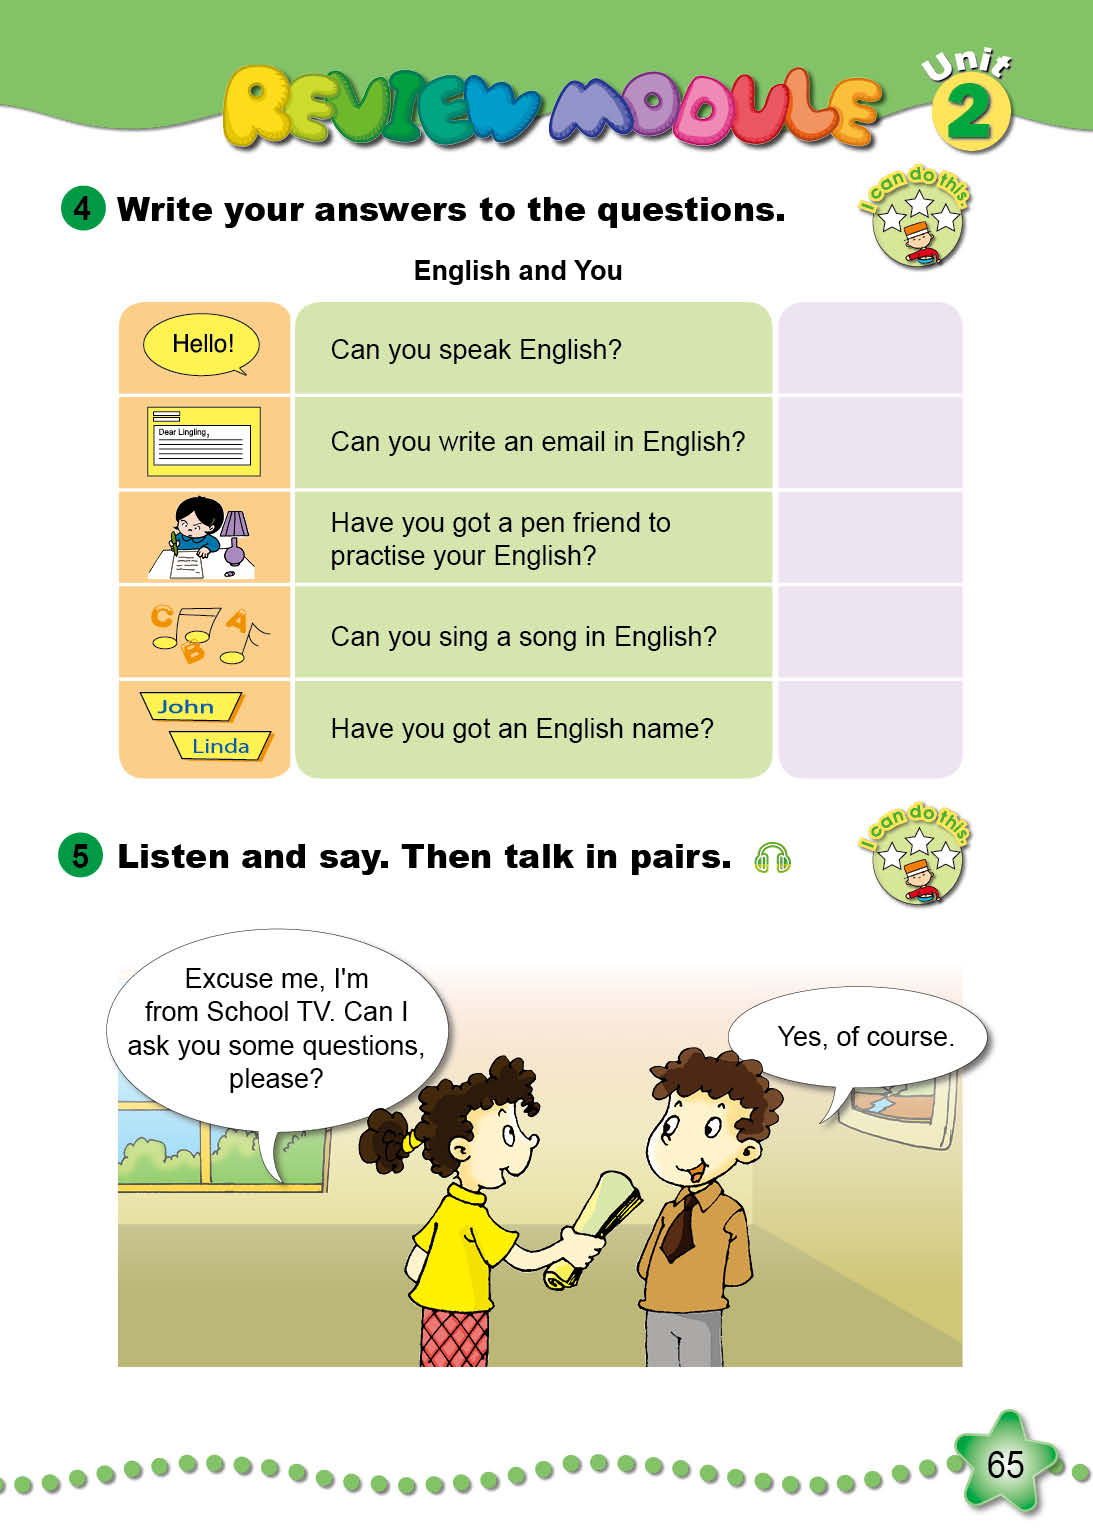 REVIEW MODULE
Unit
2
4 Write your answers to the questions.
I can do this.
English and You
Hello!
Can you speak English?
Dear Lingling,
Can you write an email in English?
Have you got a pen friend to
practise your English?
C A
B
Can you sing a song in English?
John
Linda
Have you got an English name?
5 Listen and say. Then talk in pairs.
I can do this.
Excuse me, I'm
from School TV. Can I
ask you some questions,
please?
Yes, of course.
65